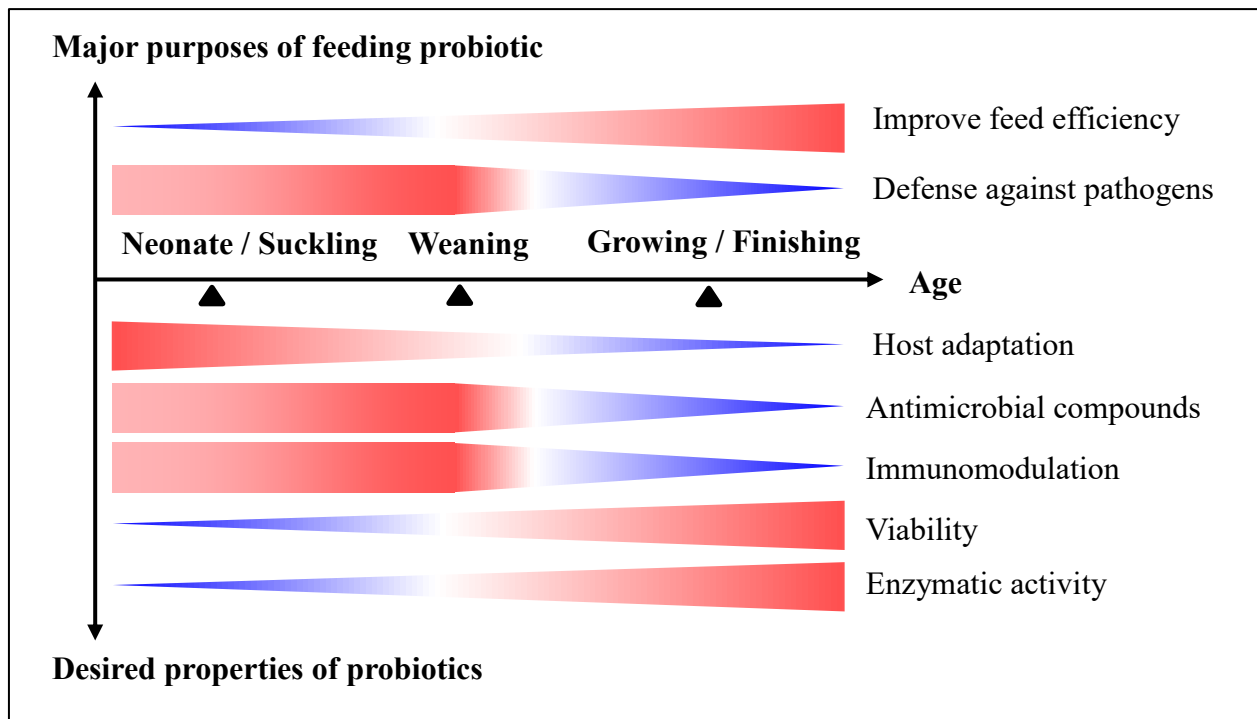 Major purposes of feeding probiotic
Improve feed efficiency
Defense against pathogens
Neonate / Suckling
Weaning
Growing / Finishing
Age
Host adaptation
Antimicrobial compounds
Immunomodulation
Viability
Enzymatic activity
Desired properties of probiotics